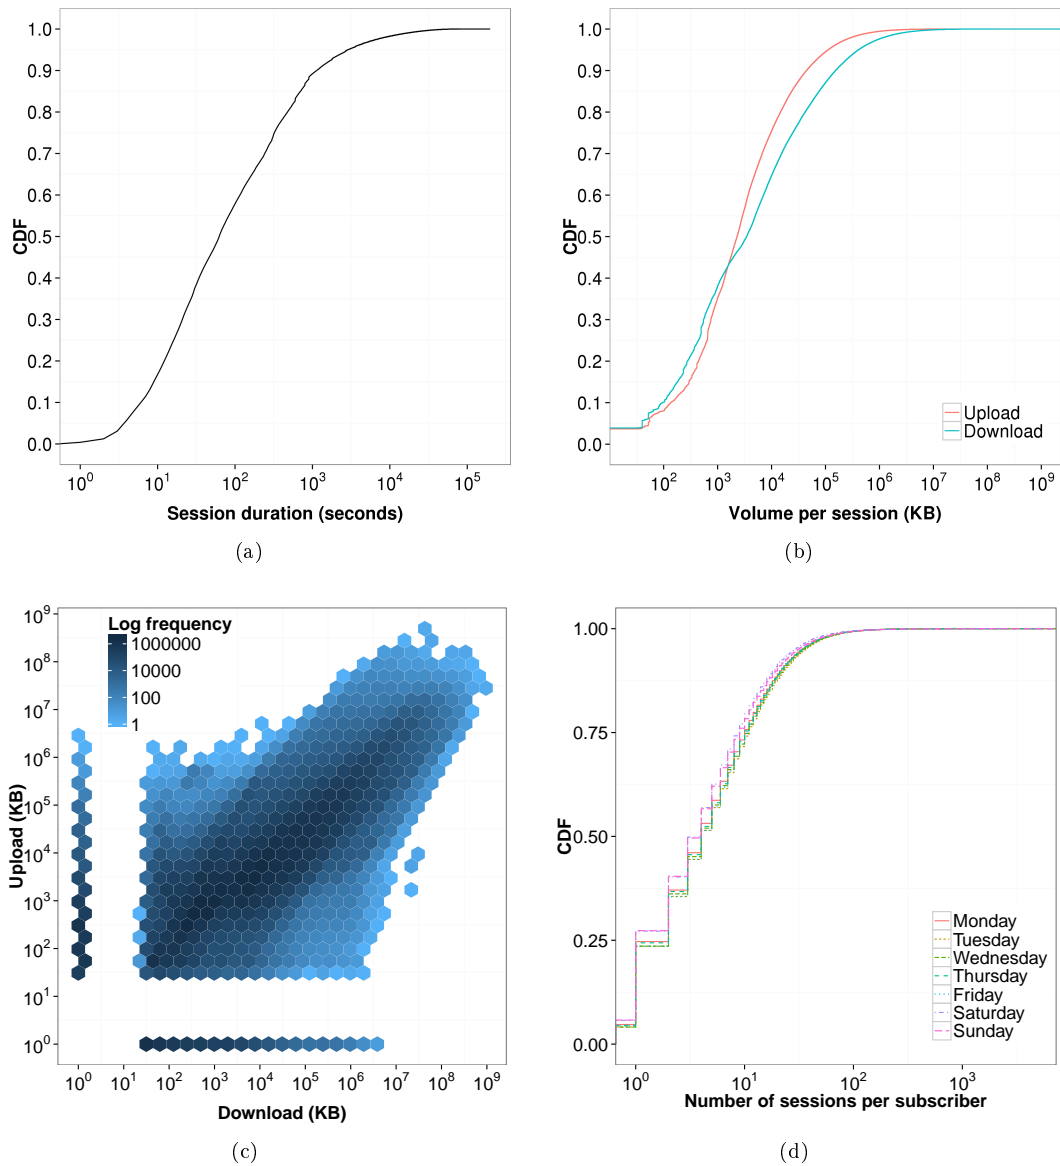 1.0
0.9
0.8
0.7
0.6
0.5
0.4
0.3
0.2
0.1
0.0
CDF
10^0 10^1 10^2 10^3 10^4 10^5
Session duration (seconds)
(a)
1.0
0.9
0.8
0.7
0.6
0.5
0.4
0.3
0.2
0.1
0.0
CDF
Upload
Download
10^2 10^3 10^4 10^5 10^6 10^7 10^8 10^9
Volume per session (KB)
(b)
10^9
10^8
10^7
10^6
10^5
10^4
10^3
10^2
10^1
10^0
Upload (KB)
Log frequency
1000000
10000
100
1
10^0 10^1 10^2 10^3 10^4 10^5 10^6 10^7 10^8 10^9
Download (KB)
(c)
1.00
0.75
0.50
0.25
0.00
CDF
Monday
Tuesday
Wednesday
Thursday
Friday
Saturday
Sunday
10^0 10^1 10^2 10^3
Number of sessions per subscriber
(d)